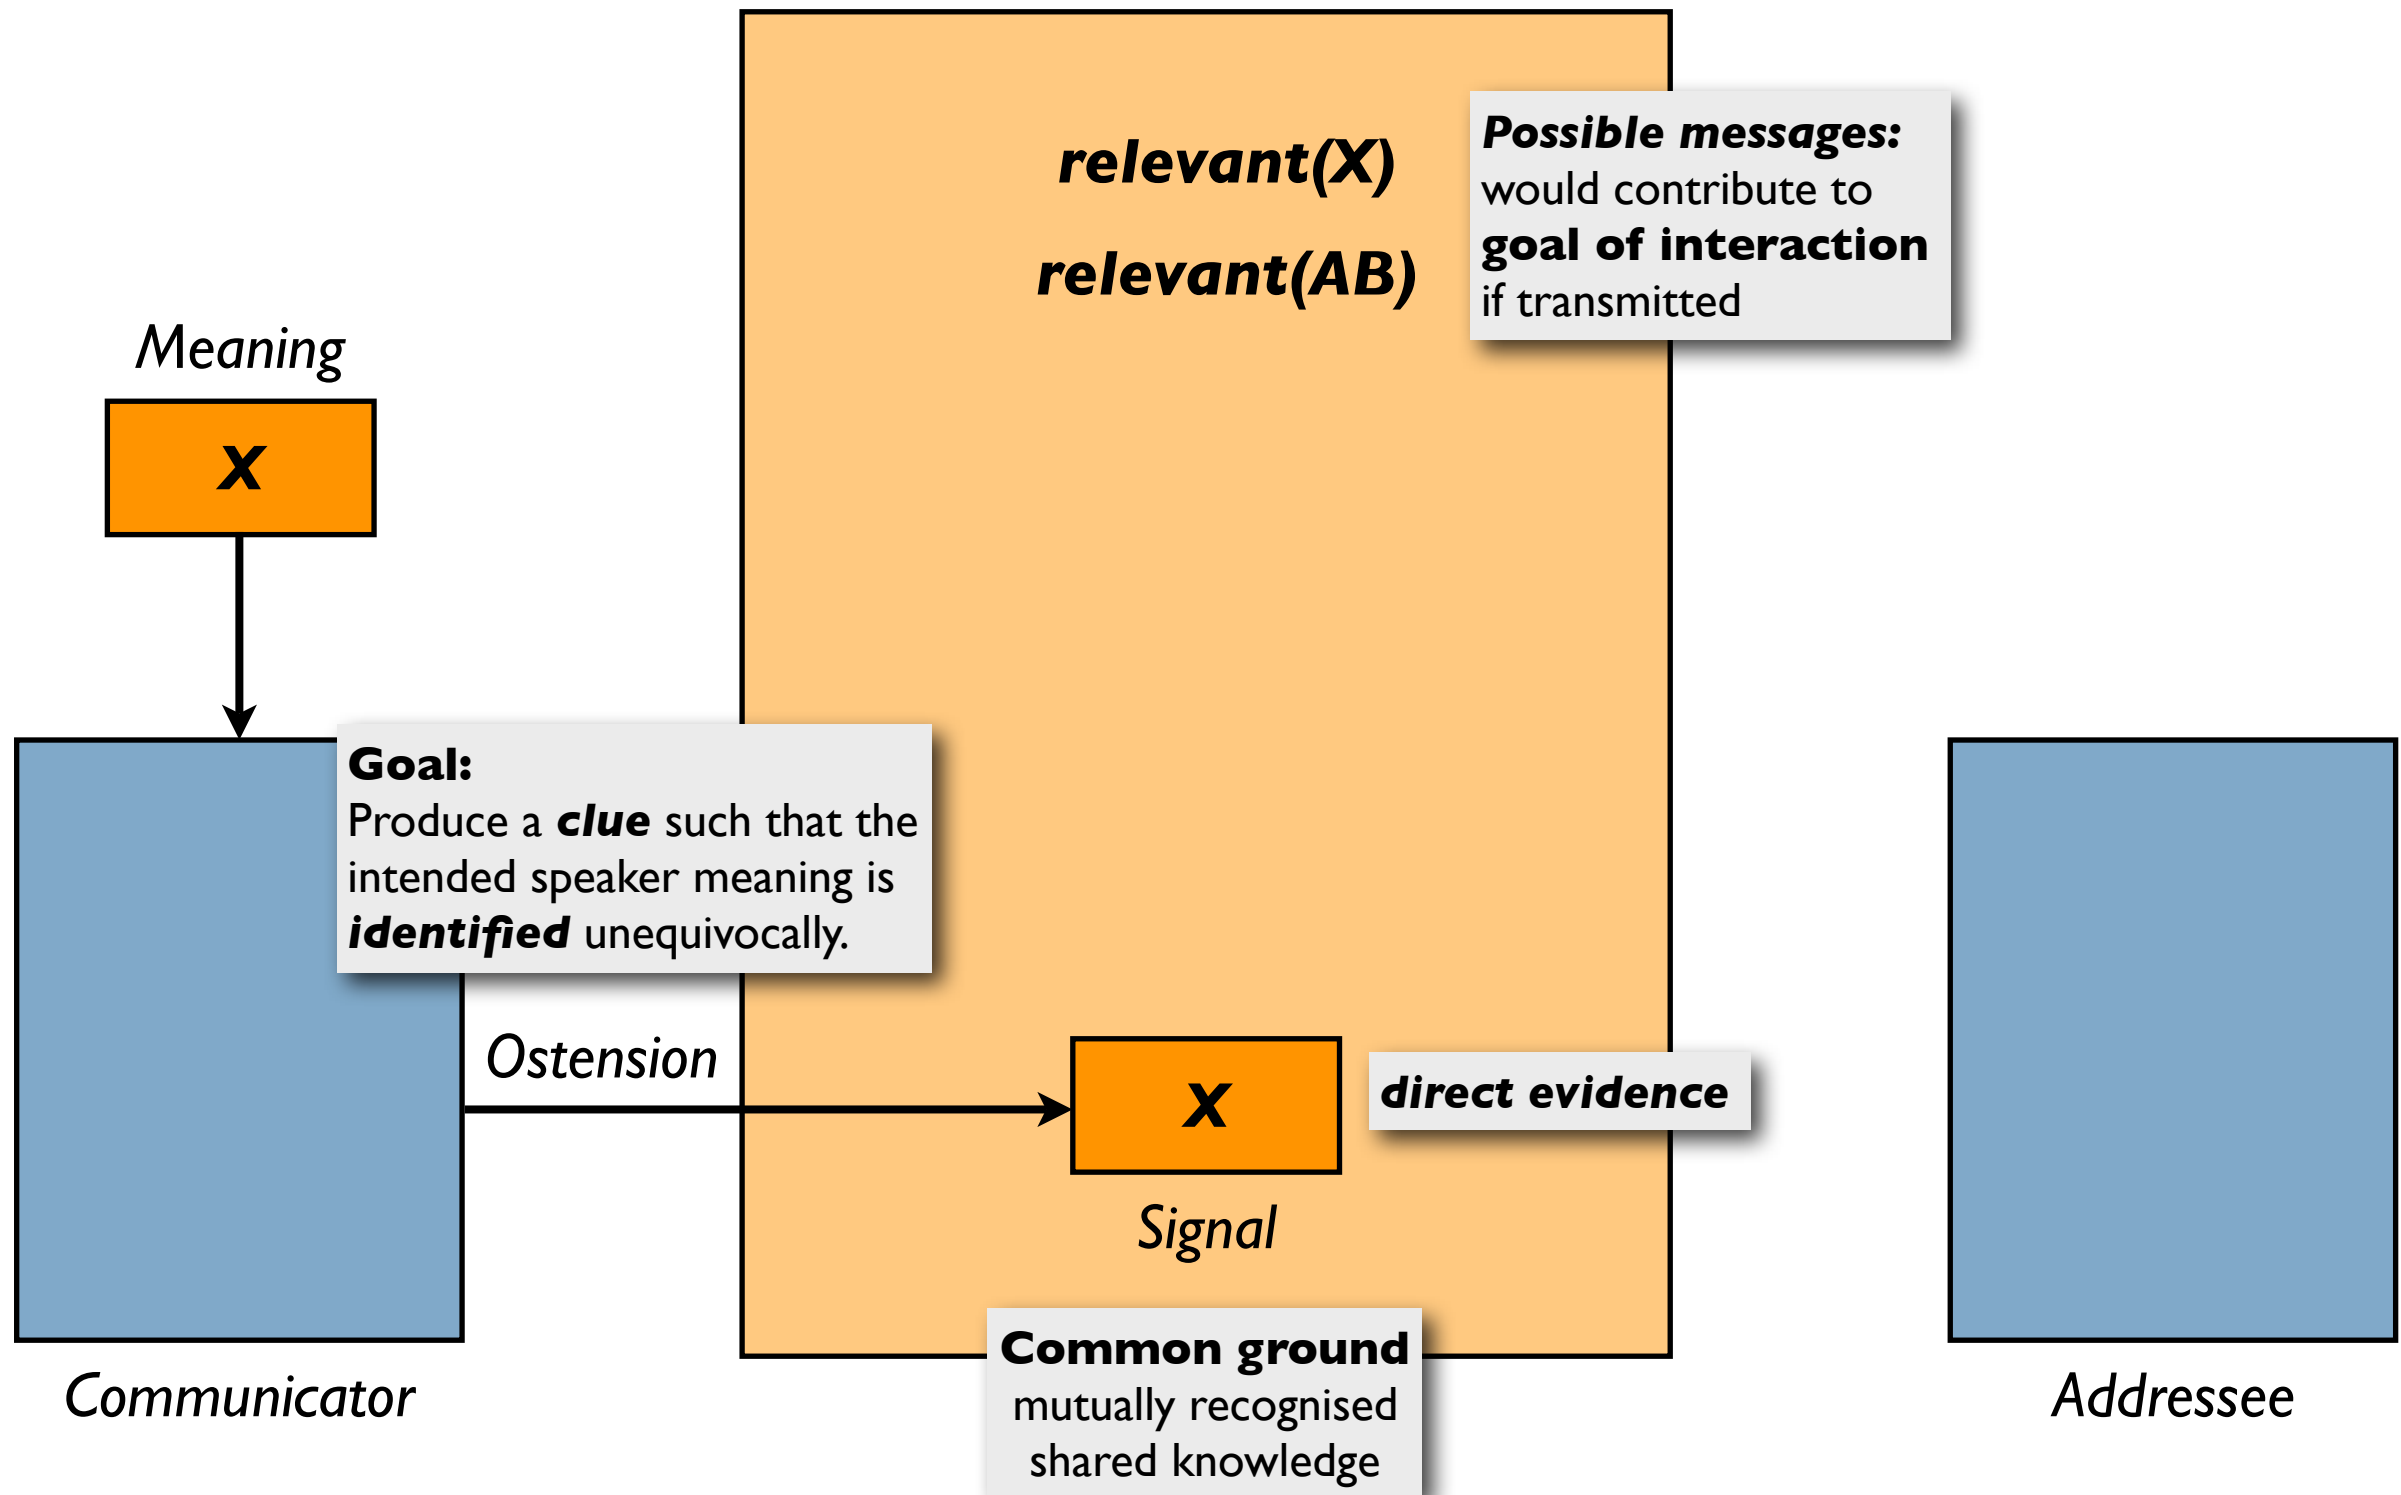 relevant(X)
relevant(AB)
Possible messages:
would contribute to
goal of interaction
if transmitted
Meaning
X
Goal:
Produce a clue such that the
intended speaker meaning is
identified unequivocally.
Ostension
X
direct evidence
Signal
Common ground
mutually recognised
shared knowledge
Communicator
Addressee